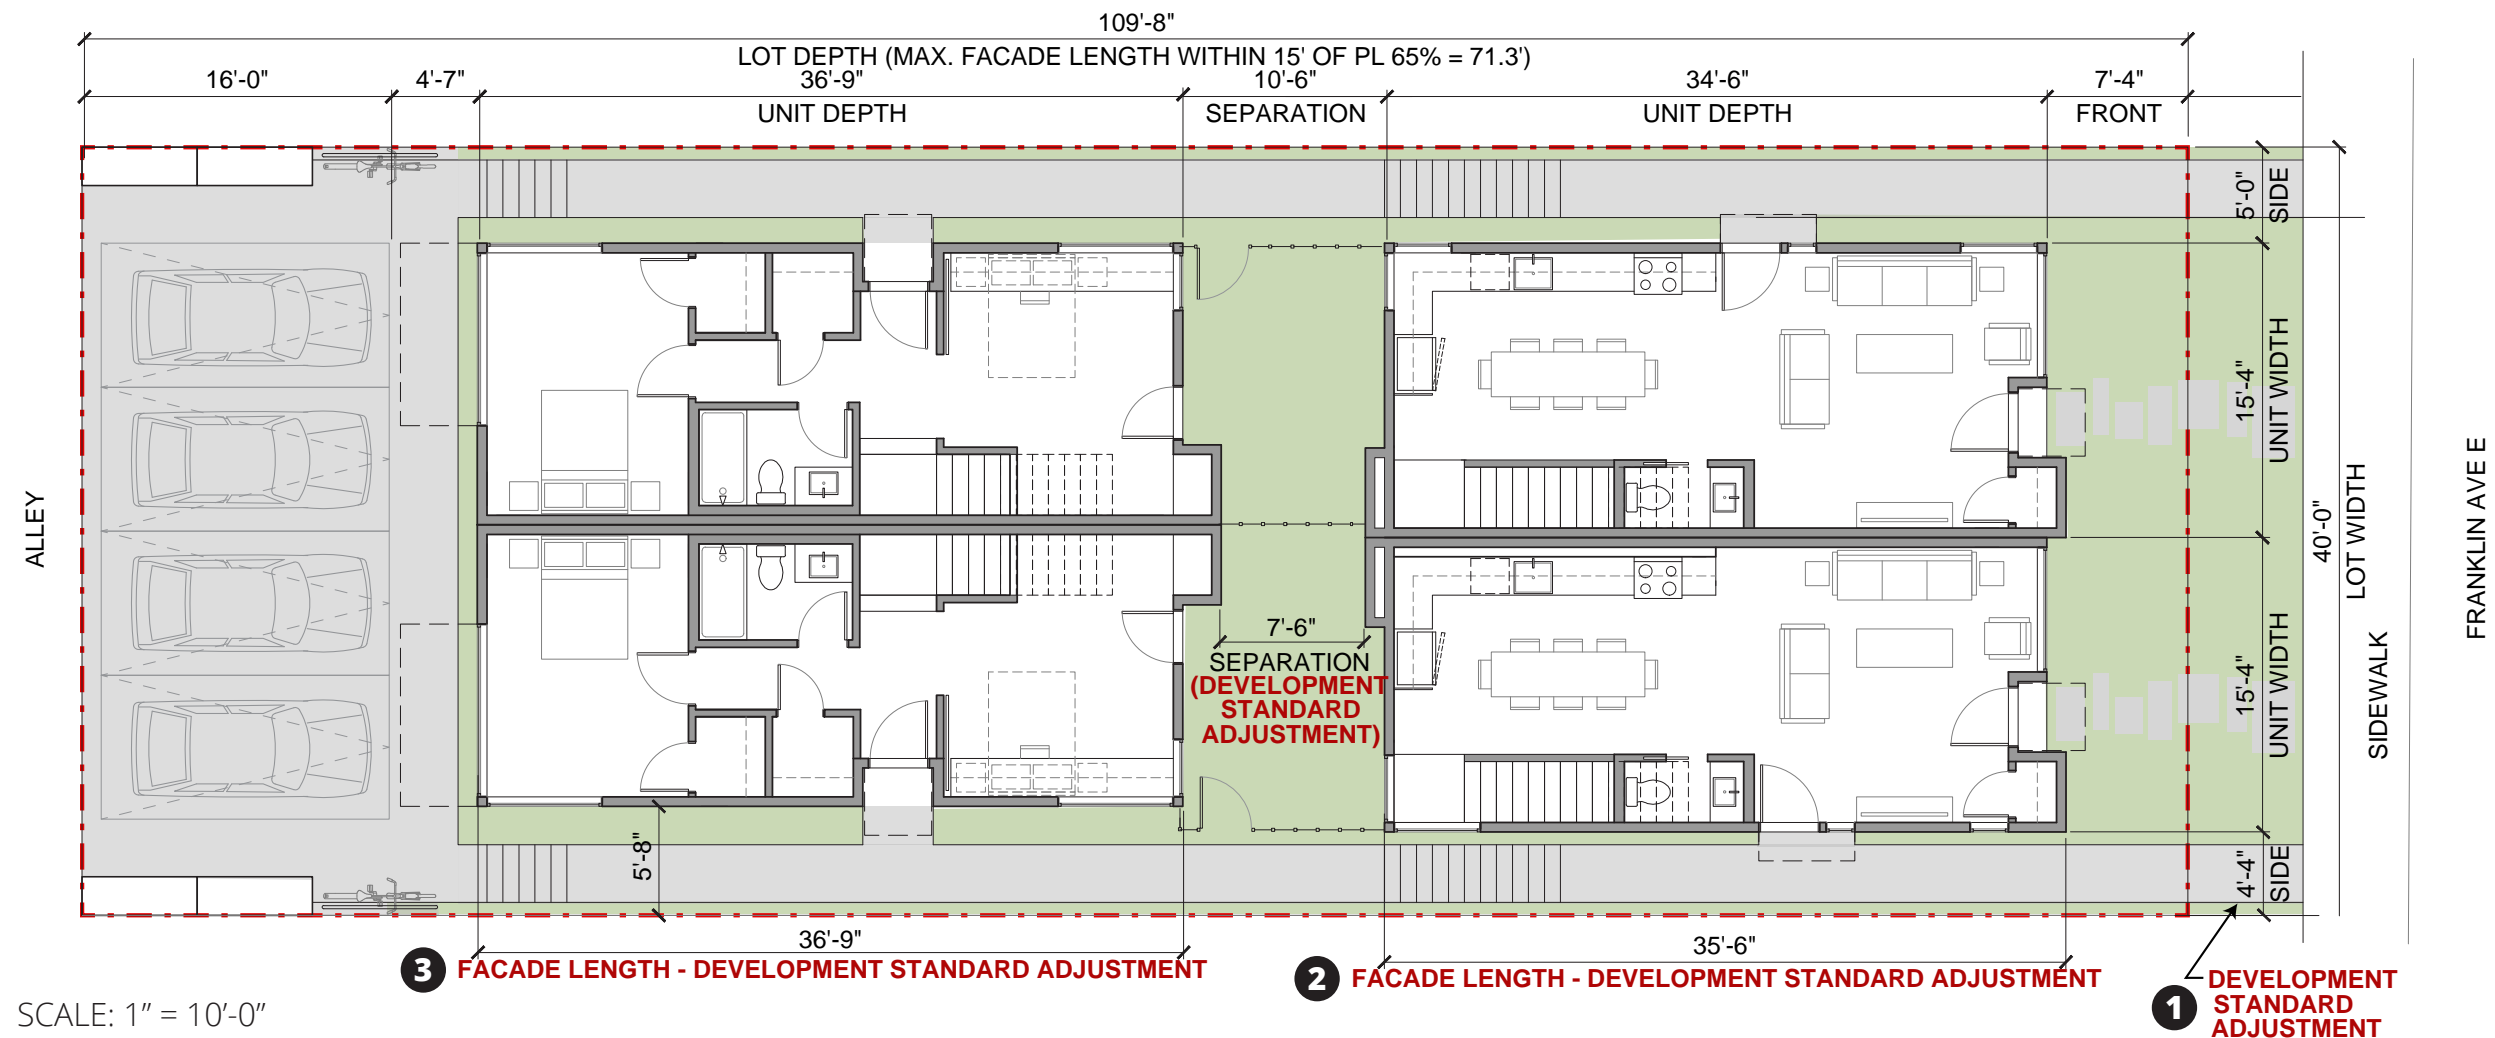 109'-8"
LOT DEPTH (MAX. FACADE LENGTH WITHIN 15' OF PL 65% = 71.3')
16'-0"
4'-7"
36'-9"
10'-6"
34'-6"
7'-4"
UNIT DEPTH
SEPARATION
UNIT DEPTH
FRONT
5'-0"
SIDE
15'-4"
UNIT WIDTH
ALLEY
40'-0"
LOT WIDTH
FRANKLIN AVE E
SIDEWALK
15'-4"
UNIT WIDTH
7'-6"
SEPARATION
(DEVELOPMENT
STANDARD
ADJUSTMENT)
5'-8"
4'-4"
SIDE
36'-9"
35'-6"
3 FACADE LENGTH - DEVELOPMENT STANDARD ADJUSTMENT
2 FACADE LENGTH - DEVELOPMENT STANDARD ADJUSTMENT
1 DEVELOPMENT
STANDARD
ADJUSTMENT
SCALE: 1” = 10’-0”